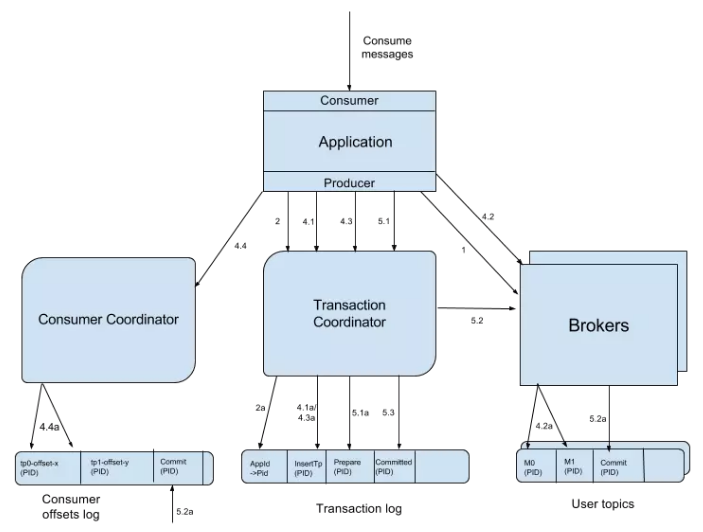 Consume
messages
Consumer
Application
Producer
4.4
2
4.1
4.3
5.1
1
4.2
Consumer Coordinator
Transaction
Coordinator
5.2
Brokers
4.4a
2a
4.1a/
4.3a
5.1a
5.3
4.2a
5.2a
tp0-offset-x
(PID)
tp1-offset-y
(PID)
Commit
(PID)
AppId
->Pid
InsertTp
(PID)
Prepare
(PID)
Committed
(PID)
M0
(PID)
M1
(PID)
Commit
(PID)
Consumer
offsets log
5.2a
Transaction log
User topics